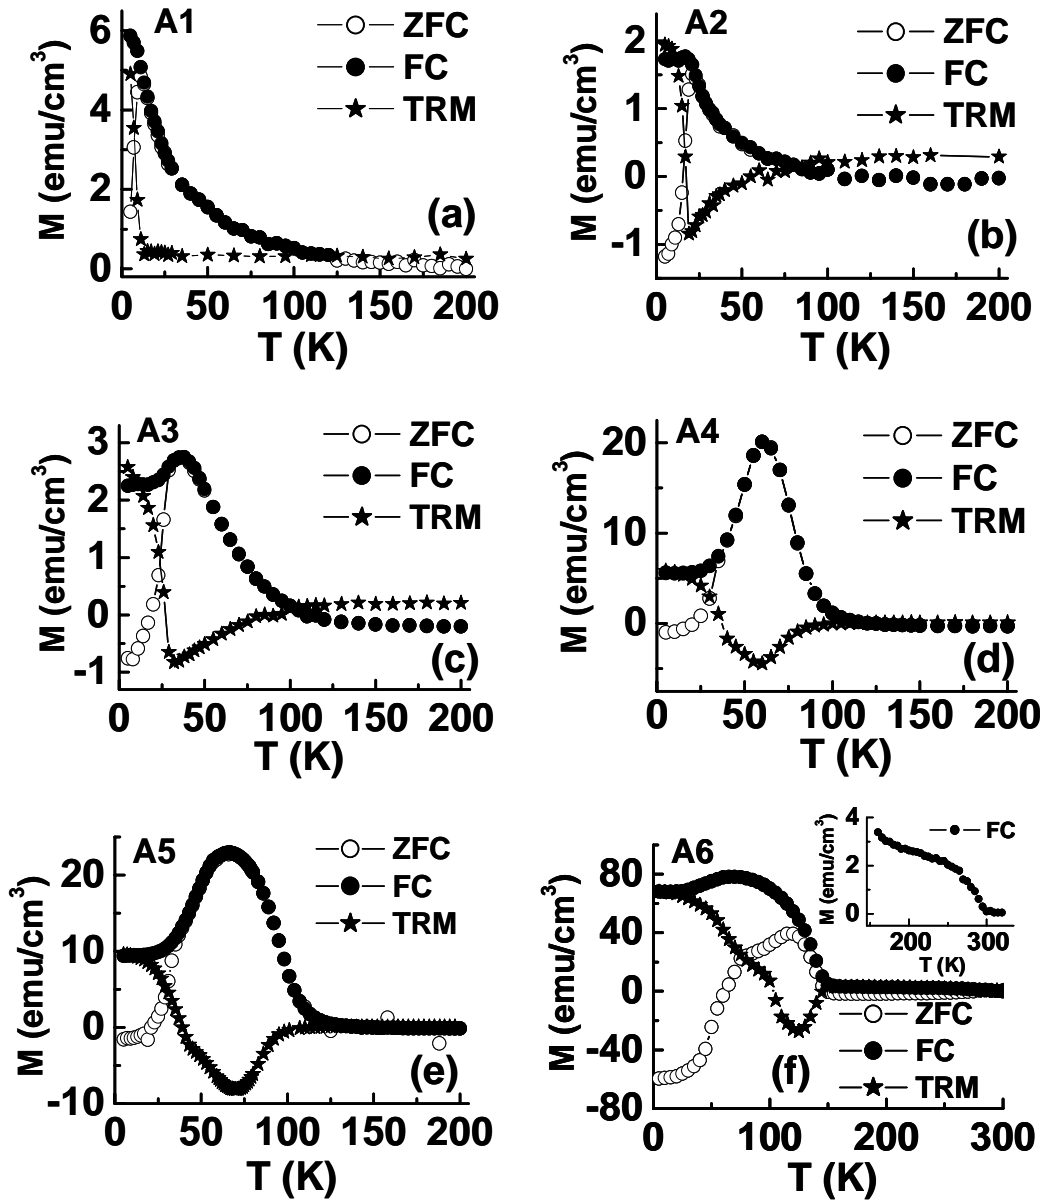 A1
ZFC
FC
TRM
6
4
2
0
M (emu/cm³)
(a)
0 50 100 150 200
T (K)
A2
ZFC
FC
TRM
2
1
0
-1
M (emu/cm³)
(b)
0 50 100 150 200
T (K)
A3
ZFC
FC
TRM
3
2
1
0
-1
M (emu/cm³)
(c)
0 50 100 150 200
T (K)
A4
ZFC
FC
TRM
20
10
0
M (emu/cm³)
(d)
0 50 100 150 200
T (K)
A5
ZFC
FC
TRM
20
10
0
-10
M (emu/cm³)
(e)
0 50 100 150 200
T (K)
A6
80
40
0
-40
-80
M (emu/cm³)
4
2
0
M (emu/cm³)
FC
200 300
T (K)
ZFC
FC
TRM
(f)
0 100 200 300
T (K)